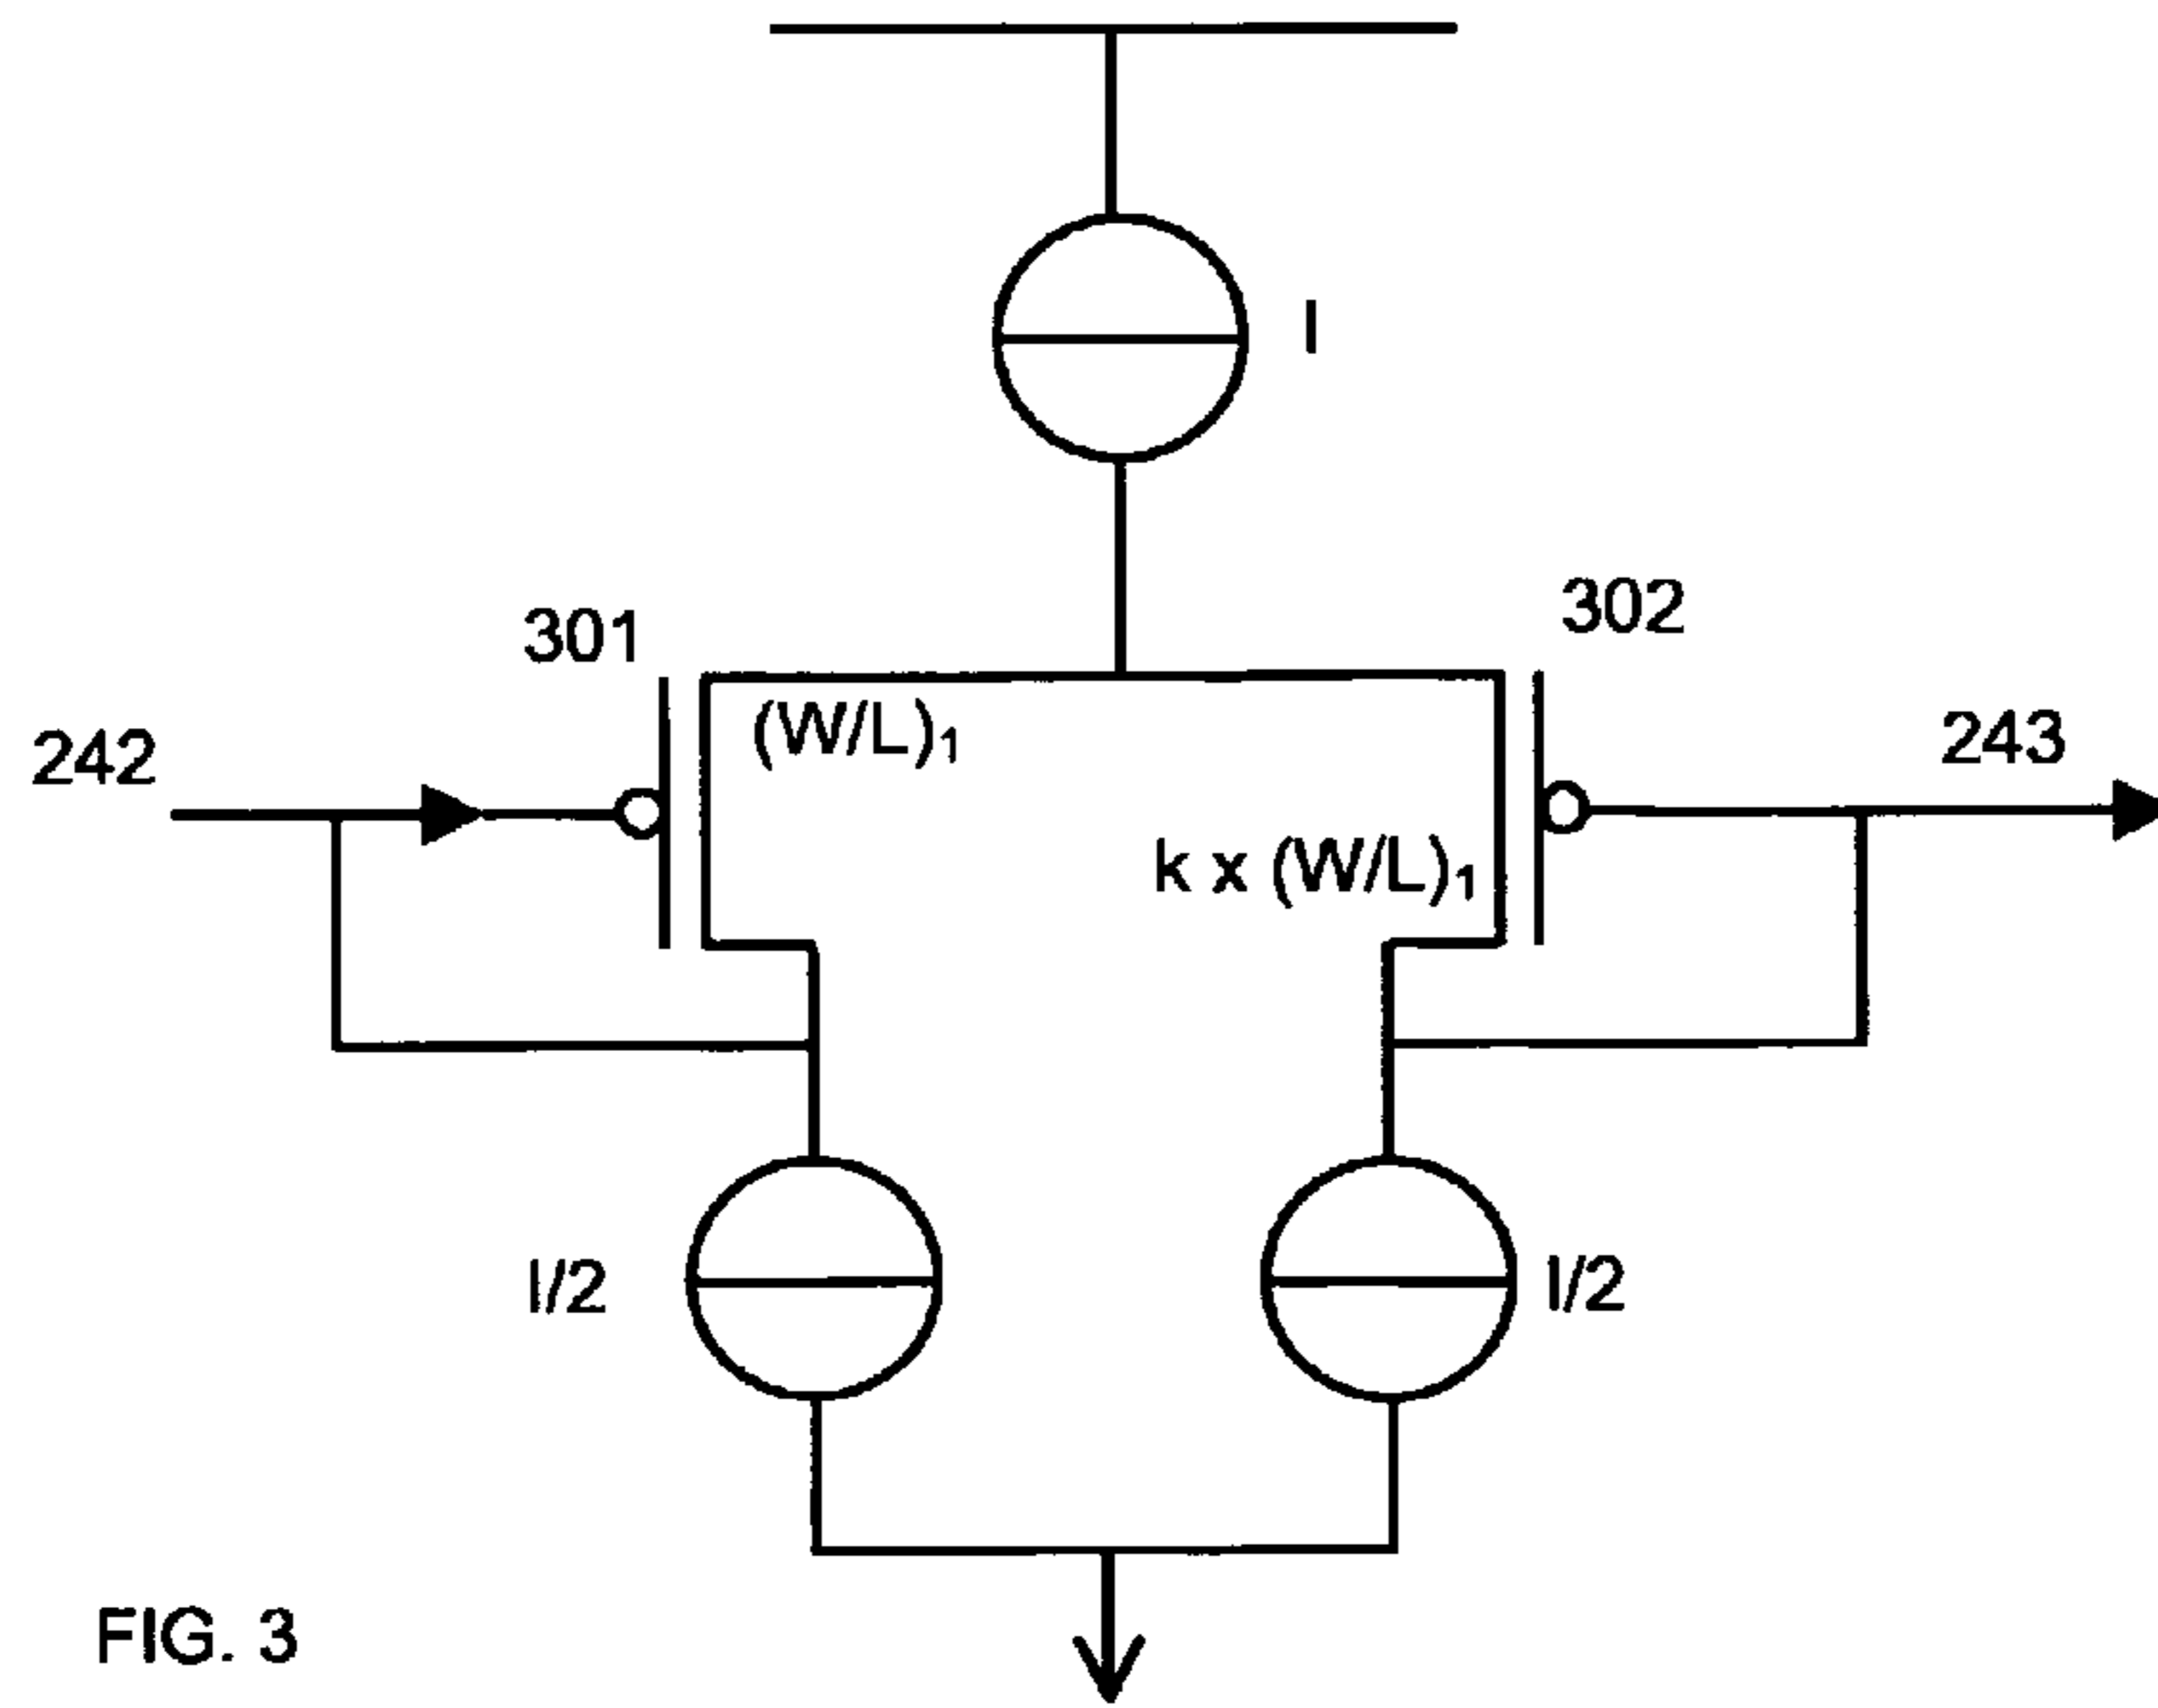 I
301
302
(W/L)₁
242
243
k x (W/L)₁
I/2
I/2
FIG. 3